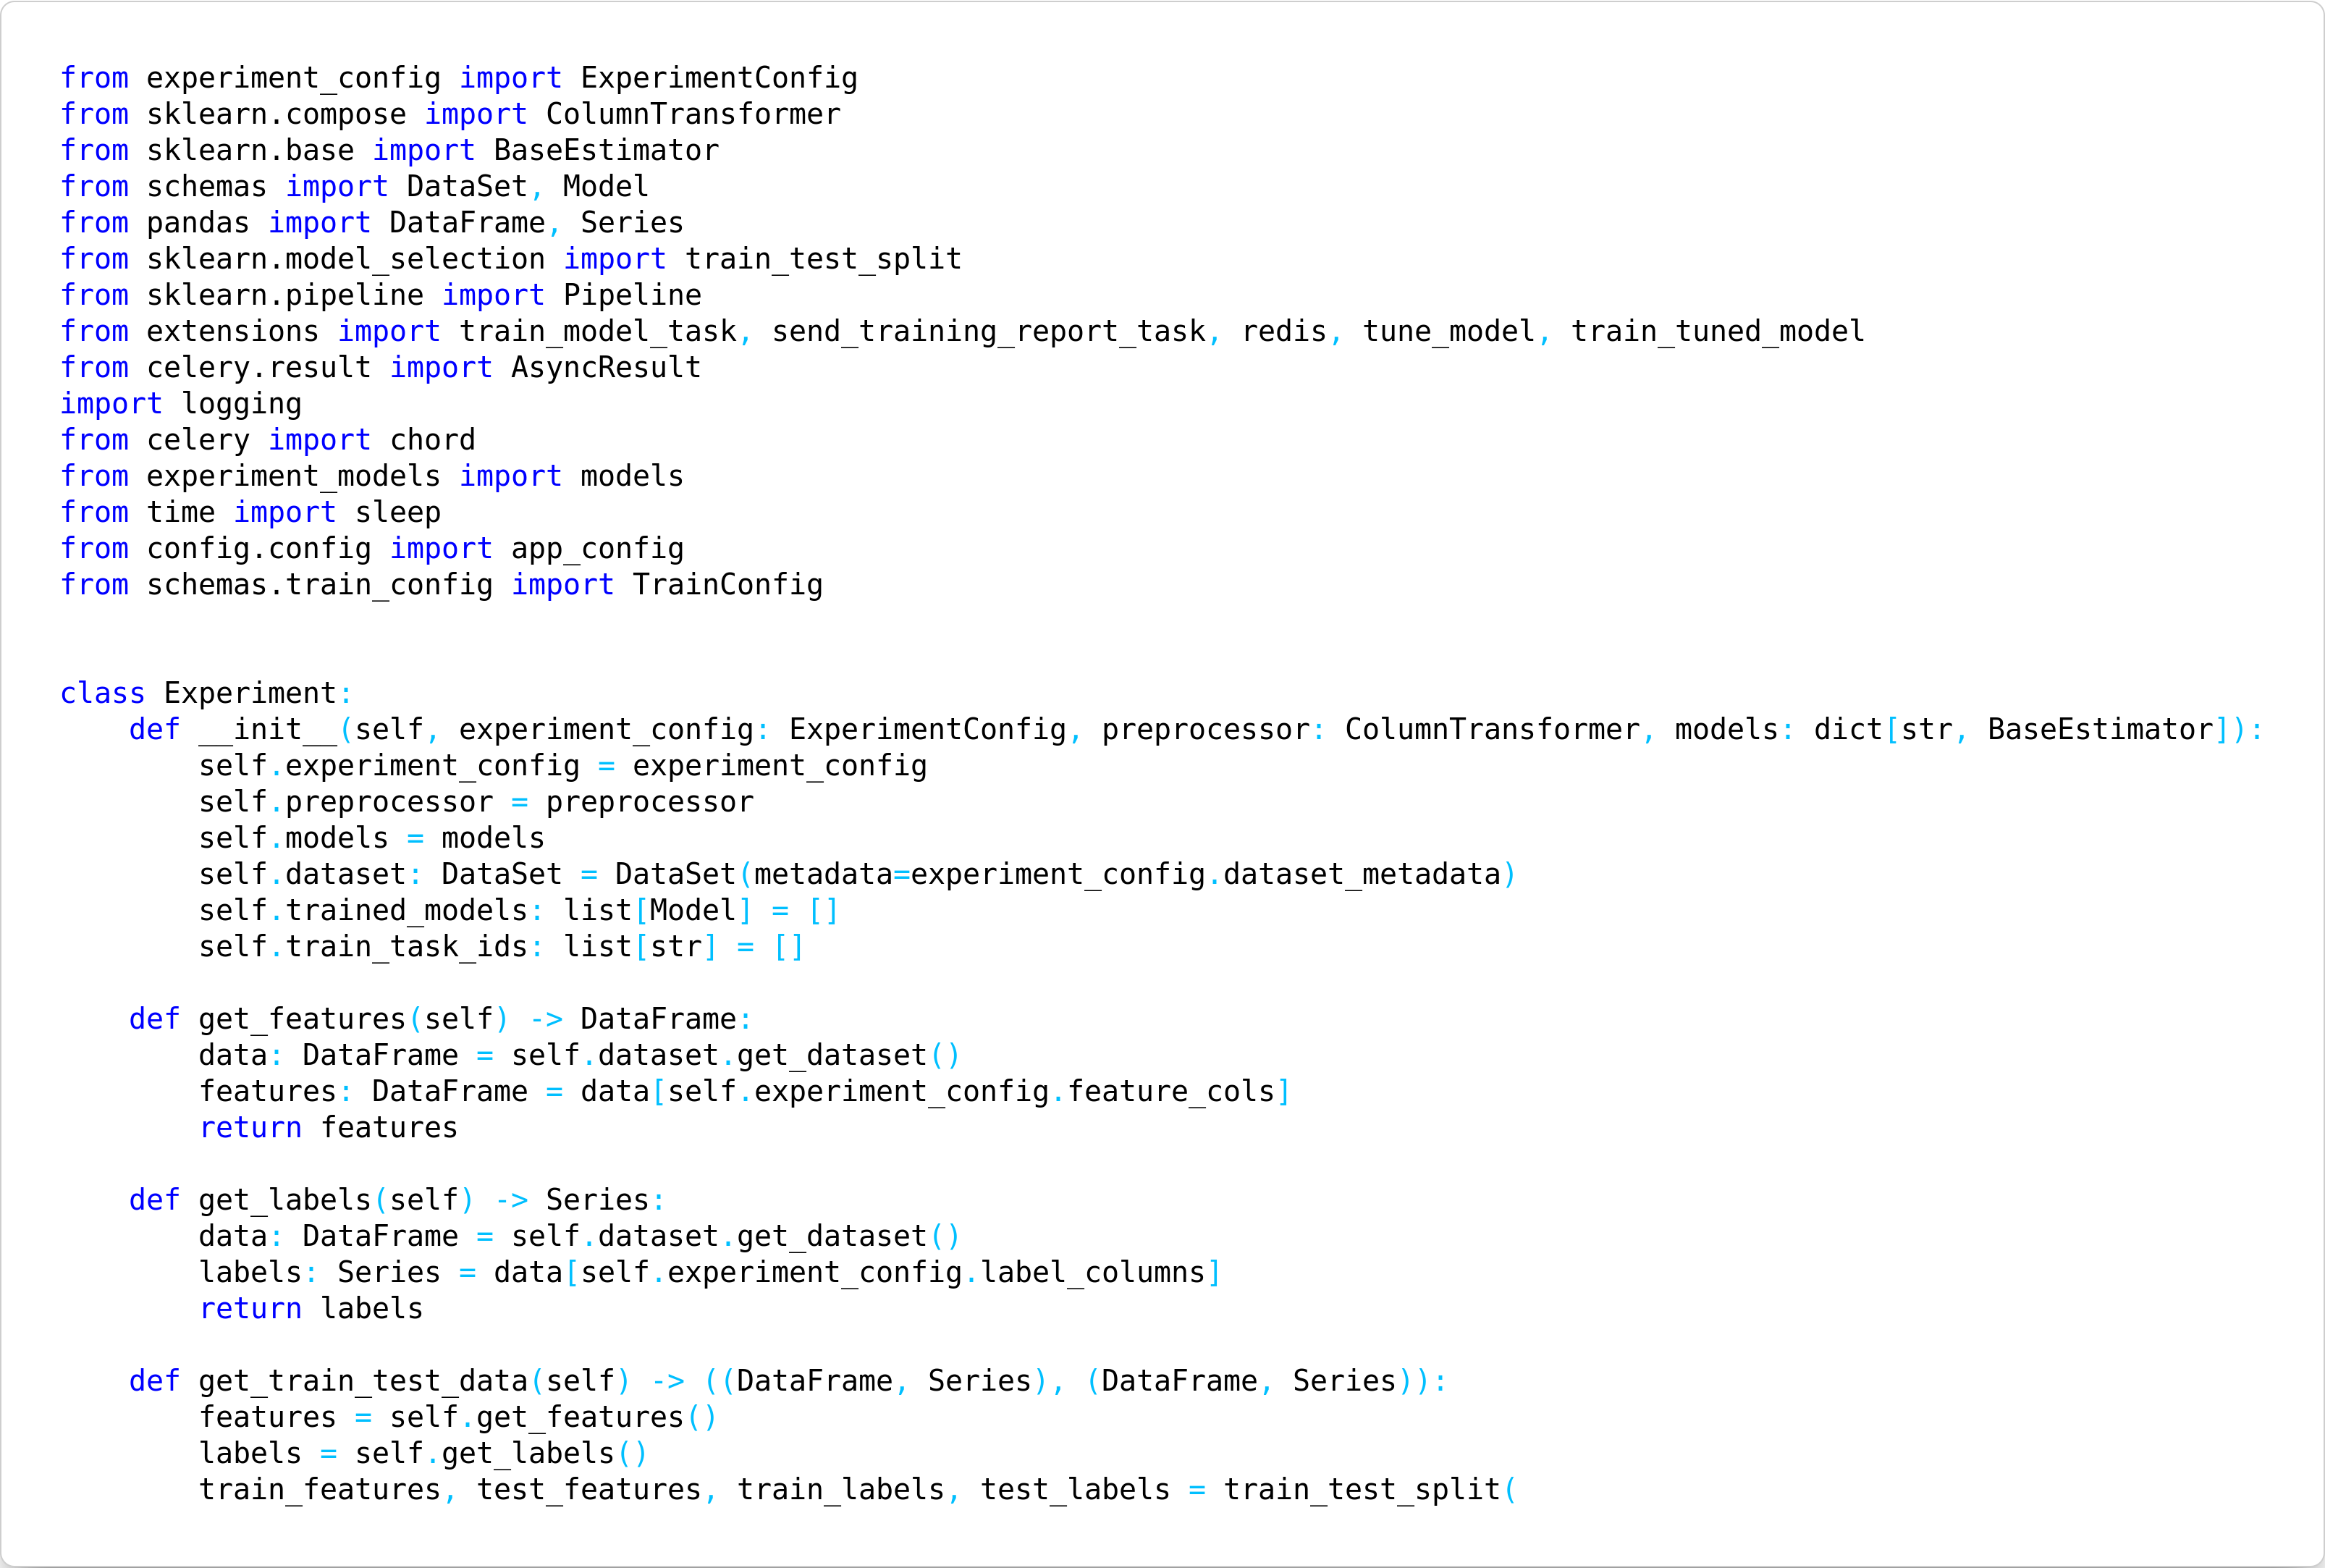 from experiment_config import ExperimentConfig
from sklearn.compose import ColumnTransformer
from sklearn.base import BaseEstimator
from schemas import DataSet, Model
from pandas import DataFrame, Series
from sklearn.model_selection import train_test_split
from sklearn.pipeline import Pipeline
from extensions import train_model_task, send_training_report_task, redis, tune_model, train_tuned_model
from celery.result import AsyncResult
import logging
from celery import chord
from experiment_models import models
from time import sleep
from config.config import app_config
from schemas.train_config import TrainConfig


class Experiment:
    def __init__(self, experiment_config: ExperimentConfig, preprocessor: ColumnTransformer, models: dict[str, BaseEstimator]):
        self.experiment_config = experiment_config
        self.preprocessor = preprocessor
        self.models = models
        self.dataset: DataSet = DataSet(metadata=experiment_config.dataset_metadata)
        self.trained_models: list[Model] = []
        self.train_task_ids: list[str] = []

    def get_features(self) -> DataFrame:
        data: DataFrame = self.dataset.get_dataset()
        features: DataFrame = data[self.experiment_config.feature_cols]
        return features

    def get_labels(self) -> Series:
        data: DataFrame = self.dataset.get_dataset()
        labels: Series = data[self.experiment_config.label_columns]
        return labels

    def get_train_test_data(self) -> ((DataFrame, Series), (DataFrame, Series)):
        features = self.get_features()
        labels = self.get_labels()
        train_features, test_features, train_labels, test_labels = train_test_split(